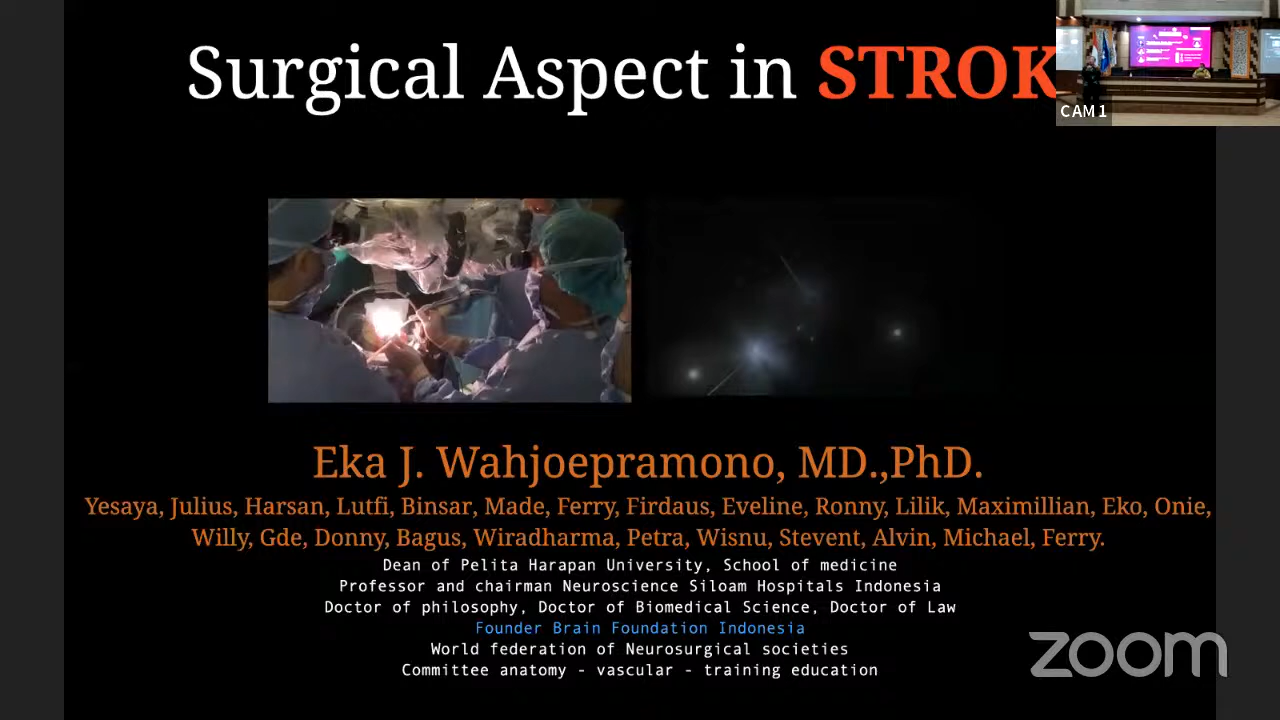 Surgical Aspect in STROK
CAM 1
Eka J. Wahjoepramono, MD.,PhD.
Yesaya, Julius, Harsan, Lutfi, Binsar, Made, Ferry, Firdaus, Eveline, Ronny, Lilik, Maximillian, Eko, Onie,
Willy, Gde, Donny, Bagus, Wiradharma, Petra, Wisnu, Stevent, Alvin, Michael, Ferry.
Dean of Pelita Harapan University, School of medicine
Professor and chairman Neuroscience Siloam Hospitals Indonesia
Doctor of philosophy, Doctor of Biomedical Science, Doctor of Law
Founder Brain Foundation Indonesia
World federation of Neurosurgical societies
Committee anatomy - vascular - training education
zoom